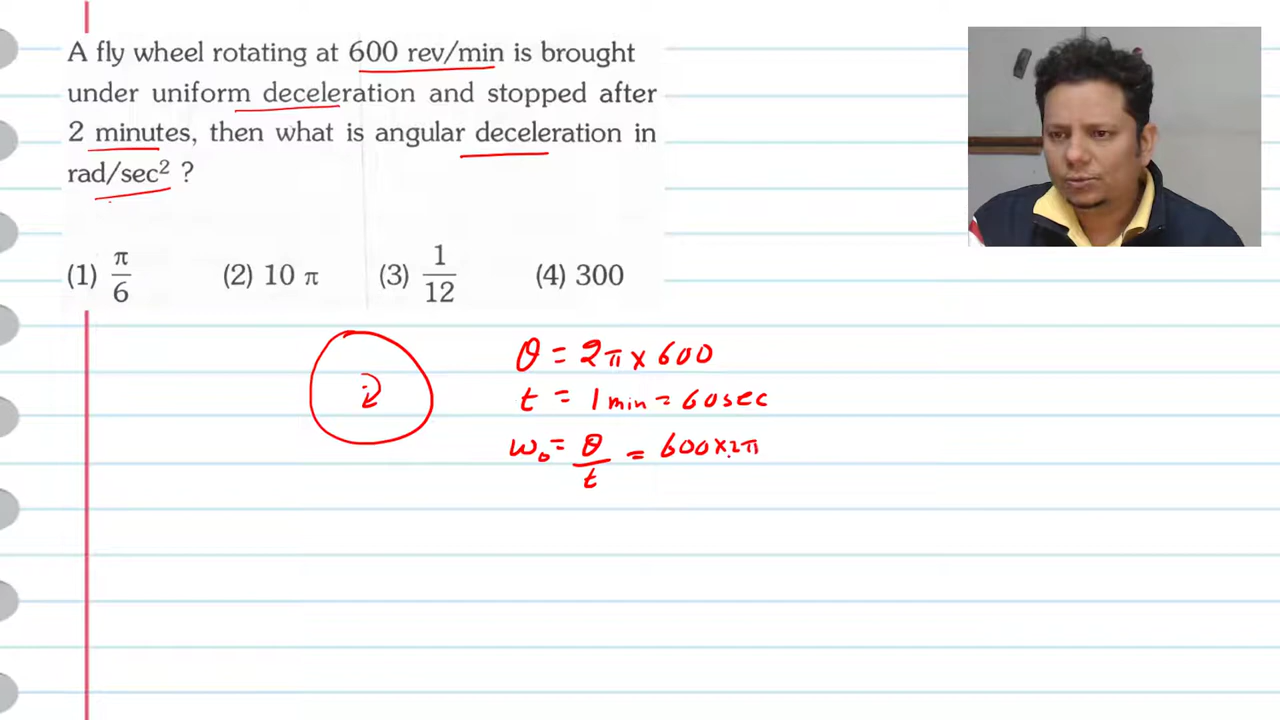 A fly wheel rotating at 600 rev/min is brought
under uniform deceleration and stopped after
2 minutes, then what is angular deceleration in
rad/sec² ?
(1) π/6 (2) 10 π (3) 1/12 (4) 300
θ = 2π × 600
t = 1 min = 60 sec
ω₀ = θ/t = 600×2π